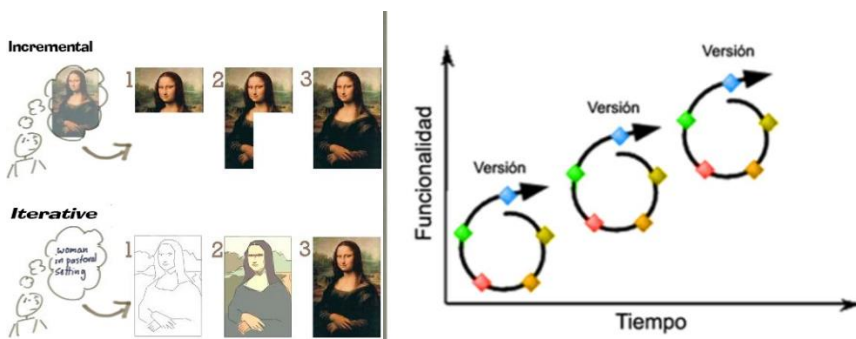 Incremental
1
2
3
Iterative
woman
in pastoral
setting
1
2
3
Funcionalidad
Versión
Versión
Versión
Tiempo